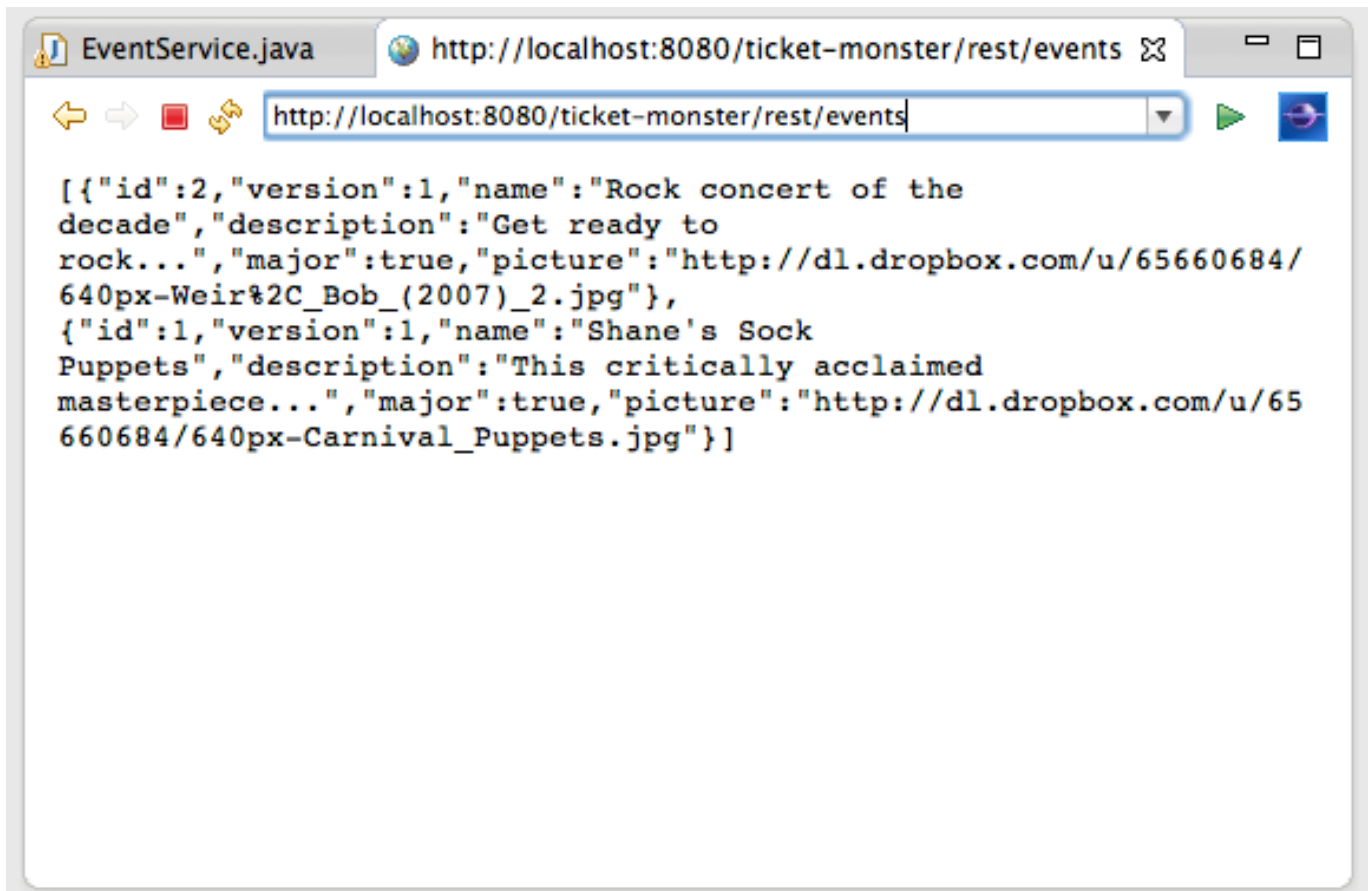 EventService.java
http://localhost:8080/ticket-monster/rest/events
http://localhost:8080/ticket-monster/rest/events
[{"id":2,"version":1,"name":"Rock concert of the
decade","description":"Get ready to
rock...","major":true,"picture":"http://dl.dropbox.com/u/65660684/
640px-Weir%2C_Bob_(2007)_2.jpg"},
{"id":1,"version":1,"name":"Shane's Sock
Puppets","description":"This critically acclaimed
masterpiece...","major":true,"picture":"http://dl.dropbox.com/u/65
660684/640px-Carnival_Puppets.jpg"}]